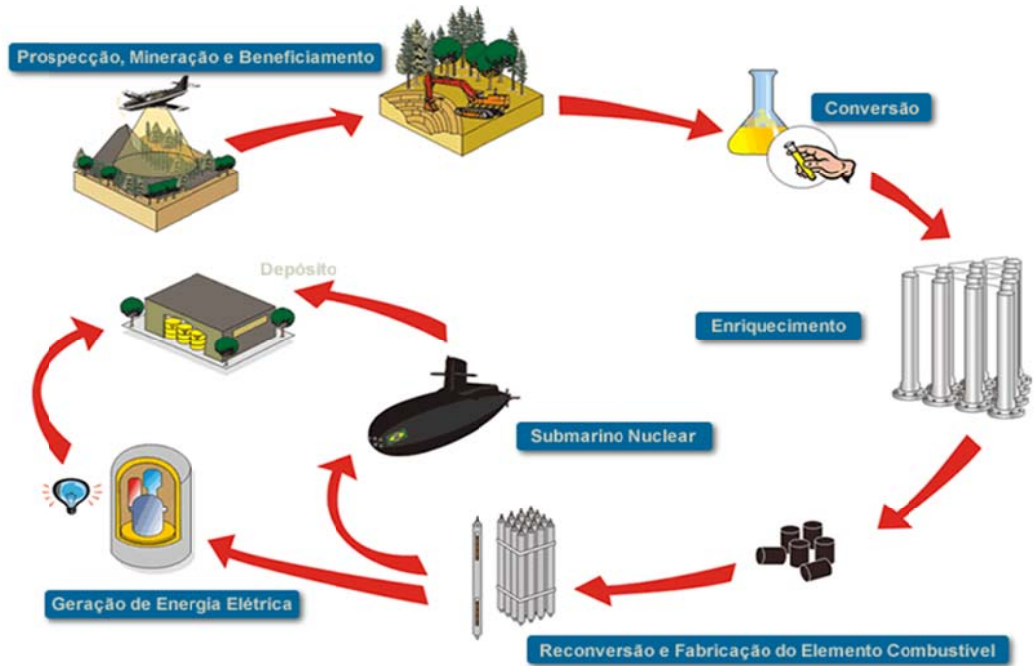 Prospecção, Mineração e Beneficiamento
Conversão
Depósito
Enriquecimento
Submarino Nuclear
Geração de Energia Elétrica
Reconversão e Fabricação do Elemento Combustível